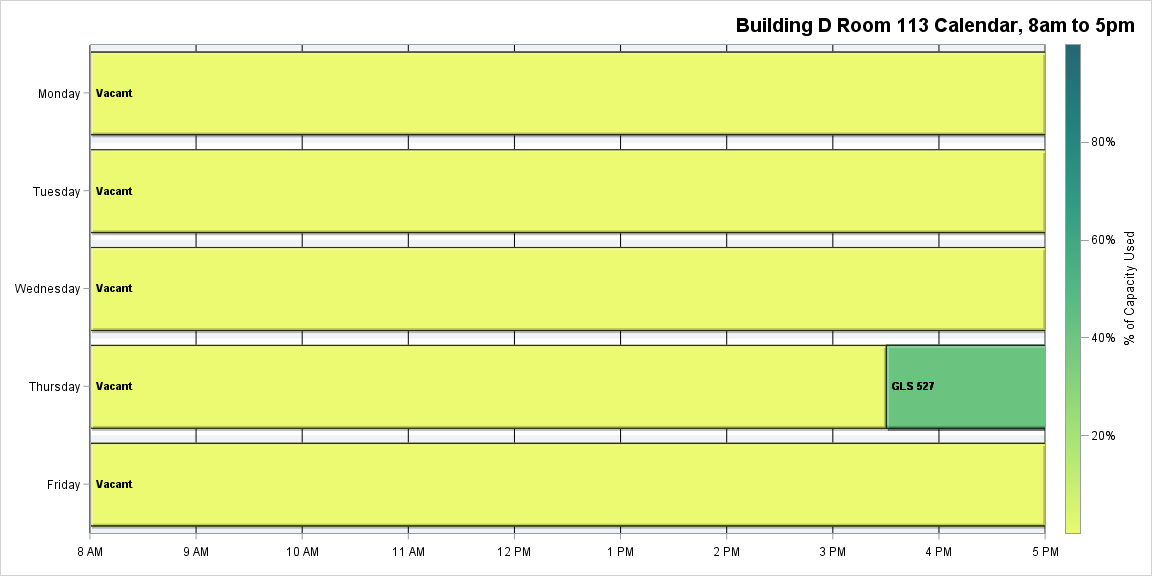 Building D Room 113 Calendar, 8am to 5pm
Monday
Vacant
Tuesday
Vacant
Wednesday
Vacant
Thursday
Vacant
GLS 527
Friday
Vacant
8 AM
9 AM
10 AM
11 AM
12 PM
1 PM
2 PM
3 PM
4 PM
5 PM
80%
60%
40%
20%
% of Capacity Used